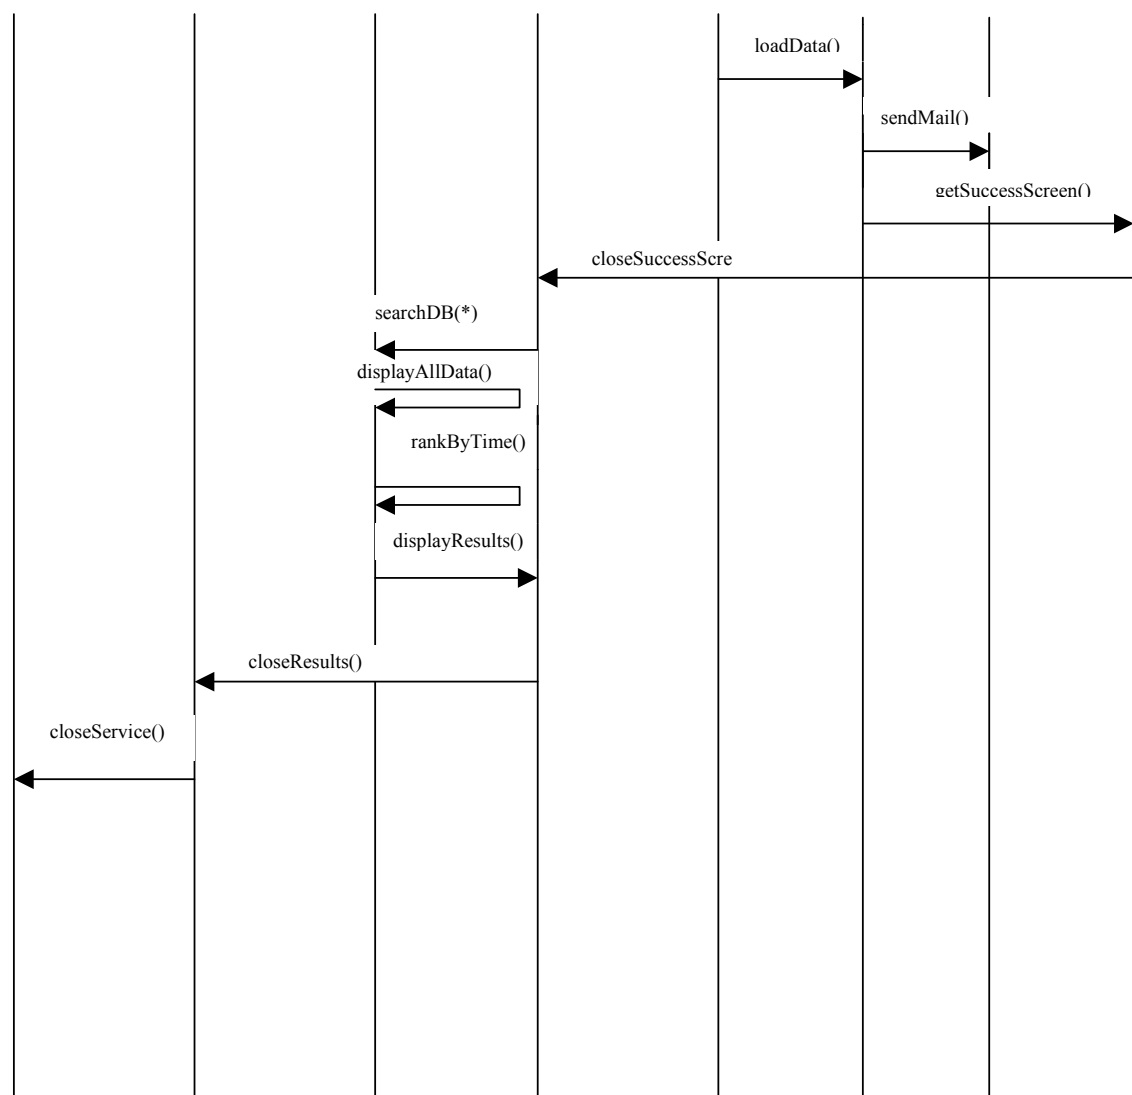 loadData()
sendMail()
getSuccessScreen()
closeSuccessScre
searchDB(*)
displayAllData()
rankByTime()
displayResults()
closeResults()
closeService()